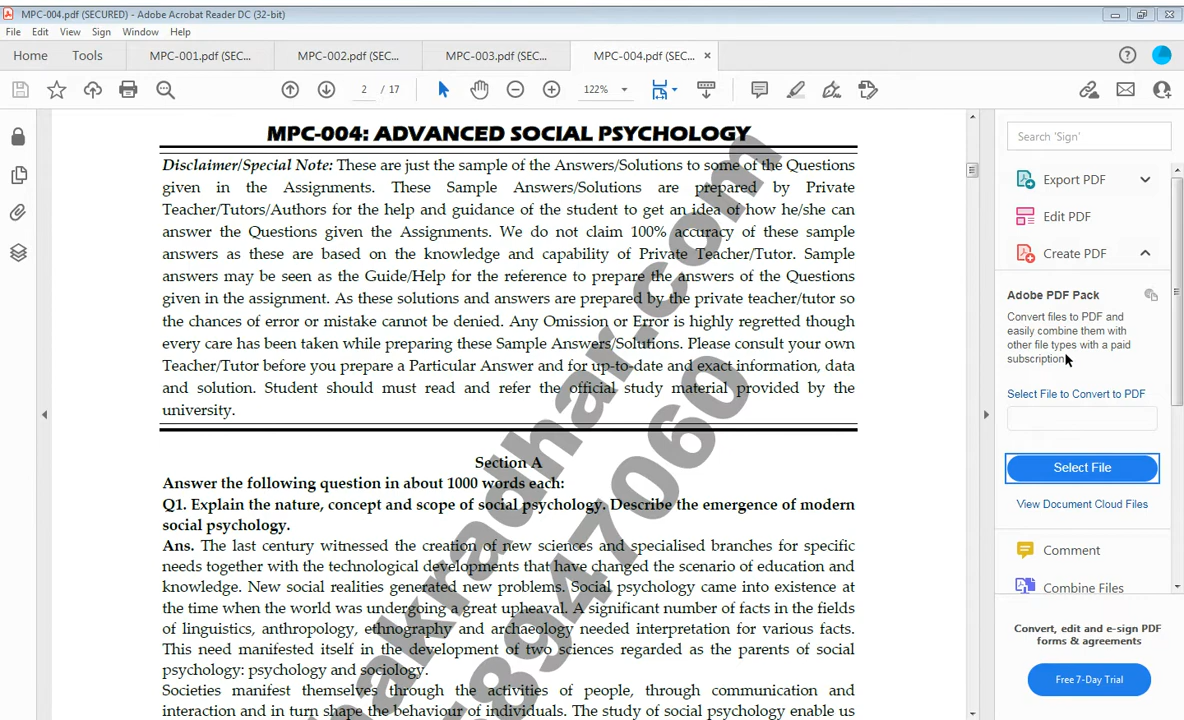 MPC-004.pdf (SECURED) - Adobe Acrobat Reader DC (32-bit)
File Edit View Sign Window Help
Home Tools MPC-001.pdf (SEC... MPC-002.pdf (SEC... MPC-003.pdf (SEC... MPC-004.pdf (SEC... ×
2 / 17 122%
MPC-004: ADVANCED SOCIAL PSYCHOLOGY
Disclaimer/Special Note: These are just the sample of the Answers/Solutions to some of the Questions
given in the Assignments. These Sample Answers/Solutions are prepared by Private
Teacher/Tutors/Authors for the help and guidance of the student to get an idea of how he/she can
answer the Questions given the Assignments. We do not claim 100% accuracy of these sample
answers as these are based on the knowledge and capability of Private Teacher/Tutor. Sample
answers may be seen as the Guide/Help for the reference to prepare the answers of the Questions
given in the assignment. As these solutions and answers are prepared by the private teacher/tutor so
the chances of error or mistake cannot be denied. Any Omission or Error is highly regretted though
every care has been taken while preparing these Sample Answers/Solutions. Please consult your own
Teacher/Tutor before you prepare a Particular Answer and for up-to-date and exact information, data
and solution. Student should must read and refer the official study material provided by the
university.
Section A
Answer the following question in about 1000 words each:
Q1. Explain the nature, concept and scope of social psychology. Describe the emergence of modern
social psychology.
Ans. The last century witnessed the creation of new sciences and specialised branches for specific
needs together with the technological developments that have changed the scenario of education and
knowledge. New social realities generated new problems. Social psychology came into existence at
the time when the world was undergoing a great upheaval. A significant number of facts in the fields
of linguistics, anthropology, ethnography and archaeology needed interpretation for various facts.
This need manifested itself in the development of two sciences regarded as the parents of social
psychology: psychology and sociology.
Societies manifest themselves through the activities of people, through communication and
interaction and in turn shape the behaviour of individuals. The study of social psychology enable us
hakradhar.com
58947060
Search 'Sign'
Export PDF
Edit PDF
Create PDF
Adobe PDF Pack
Convert files to PDF and
easily combine them with
other file types with a paid
subscription.
Select File to Convert to PDF
Select File
View Document Cloud Files
Comment
Combine Files
Convert, edit and e-sign PDF
forms & agreements
Free 7-Day Trial